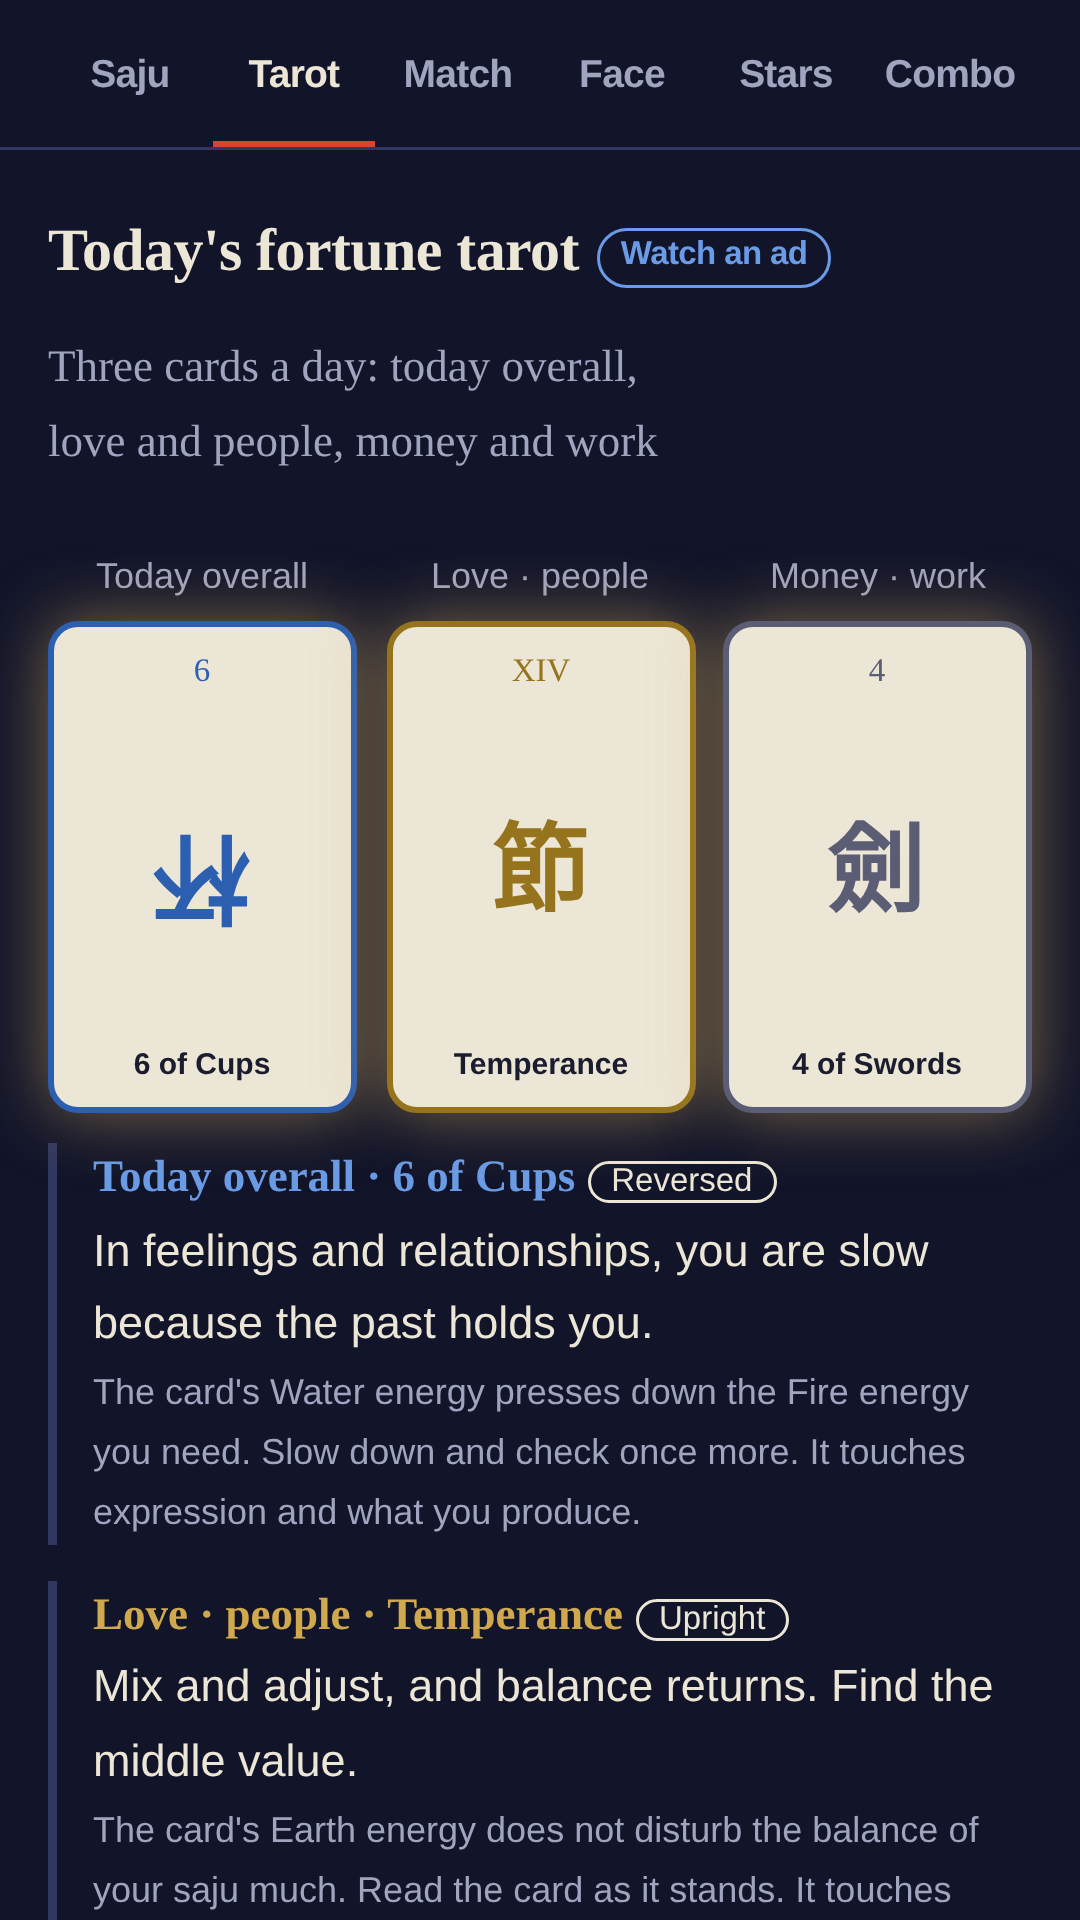 Saju Tarot Match Face Stars Combo
Today's fortune tarot Watch an ad
Three cards a day: today overall,
love and people, money and work
Today overall Love · people Money · work
6 XIV 4
杯 節 劍
6 of Cups Temperance 4 of Swords
Today overall · 6 of Cups Reversed
In feelings and relationships, you are slow
because the past holds you.
The card's Water energy presses down the Fire energy
you need. Slow down and check once more. It touches
expression and what you produce.
Love · people · Temperance Upright
Mix and adjust, and balance returns. Find the
middle value.
The card's Earth energy does not disturb the balance of
your saju much. Read the card as it stands. It touches